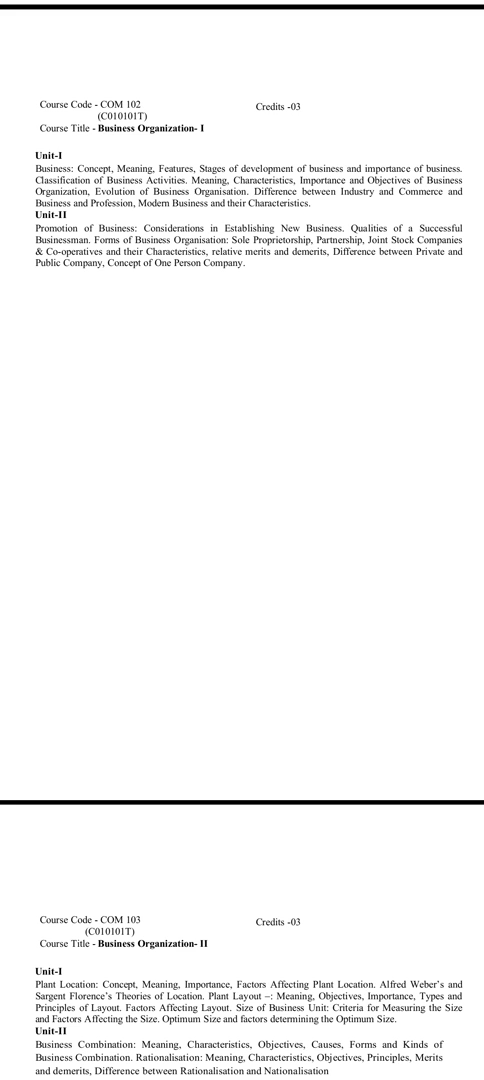 Course Code - COM 102
Credits -03
(C010101T)
Course Title - Business Organization- I
Unit-I
Business: Concept, Meaning, Features, Stages of development of business and importance of business.
Classification of Business Activities. Meaning, Characteristics, Importance and Objectives of Business
Organization, Evolution of Business Organisation. Difference between Industry and Commerce and
Business and Profession, Modern Business and their Characteristics.
Unit-II
Promotion of Business: Considerations in Establishing New Business. Qualities of a Successful
Businessman. Forms of Business Organisation: Sole Proprietorship, Partnership, Joint Stock Companies
& Co-operatives and their Characteristics, relative merits and demerits, Difference between Private and
Public Company, Concept of One Person Company.
Course Code - COM 103
Credits -03
(C010101T)
Course Title - Business Organization- II
Unit-I
Plant Location: Concept, Meaning, Importance, Factors Affecting Plant Location. Alfred Weber’s and
Sargent Florence’s Theories of Location. Plant Layout –: Meaning, Objectives, Importance, Types and
Principles of Layout. Factors Affecting Layout. Size of Business Unit: Criteria for Measuring the Size
and Factors Affecting the Size. Optimum Size and factors determining the Optimum Size.
Unit-II
Business Combination: Meaning, Characteristics, Objectives, Causes, Forms and Kinds of
Business Combination. Rationalisation: Meaning, Characteristics, Objectives, Principles, Merits
and demerits, Difference between Rationalisation and Nationalisation